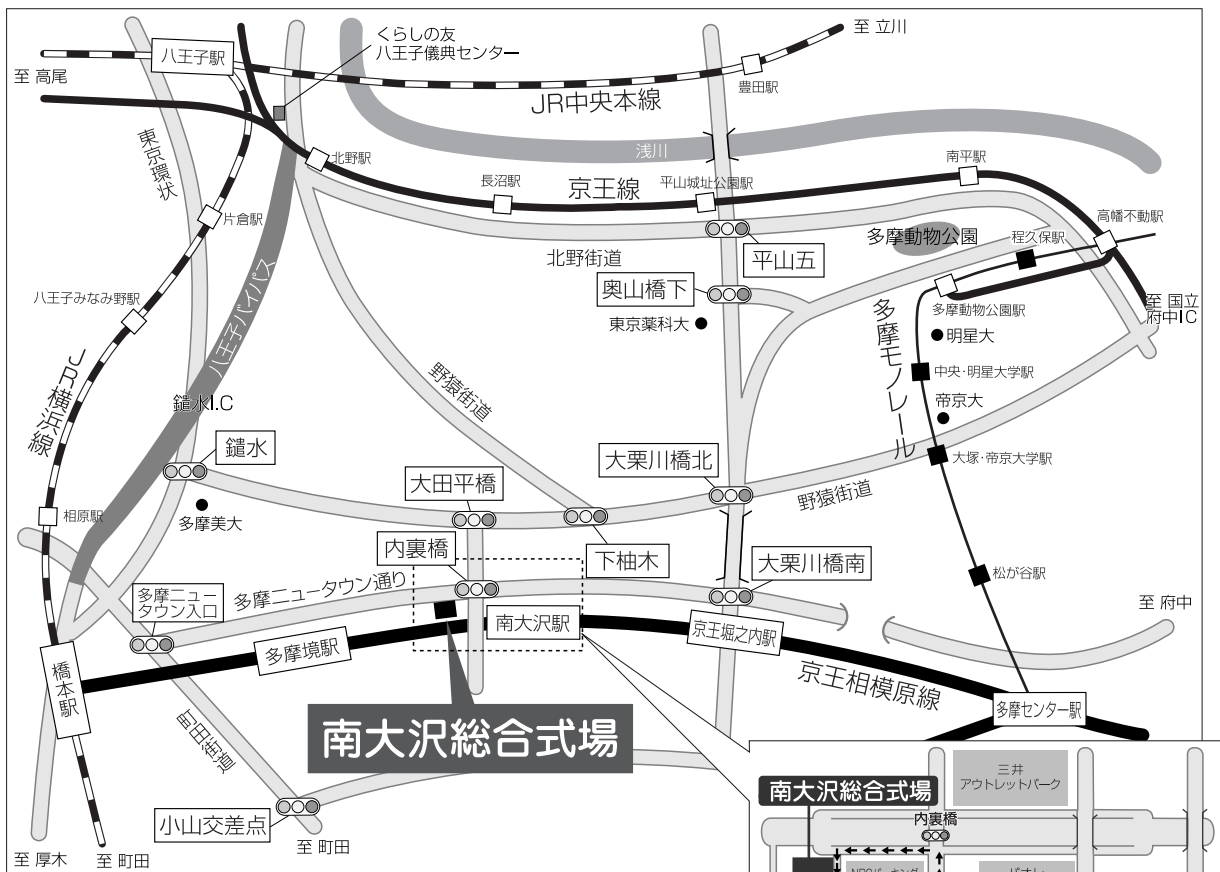 くらしの友
八王子儀典センター
至 立川
八王子駅
至 高尾
豊田駅
JR中央本線
東京環状
浅川
北野駅
南平駅
長沼駅
京王線
平山城址公園駅
片倉駅
高幡不動駅
多摩動物公園
程久保駅
北野街道
平山五
八王子バイパス
奥山橋下
八王子みなみ野駅
多摩動物公園駅
至 国立
府中IC
東京薬科大
明星大
多摩モノレール
JR横浜線
野猿街道
中央・明星大学駅
鑓水I.C
帝京大
鑓水
大栗川橋北
大塚・帝京大学駅
大田平橋
野猿街道
相原駅
多摩美大
内裏橋
下柚木
大栗川橋南
松が谷駅
多摩ニュー
タウン入口
多摩ニュータウン通り
至 府中
南大沢駅
京王堀之内駅
多摩境駅
橋本駅
京王相模原線
多摩センター駅
町田街道
南大沢総合式場
三井
アウトレットパーク
南大沢総合式場
小山交差点
内裏橋
至 町田
至 厚木
至 町田